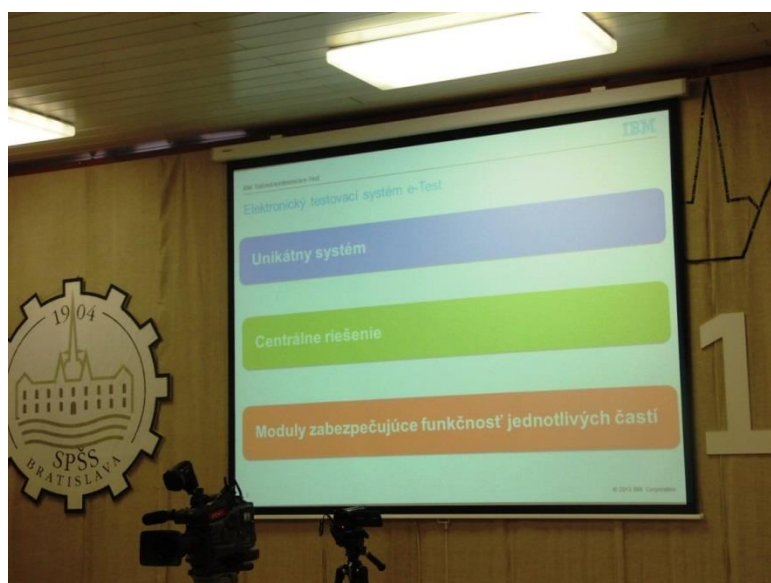 IBM
Elektronický testovací systém e-Test
Unikátny systém
Centrálne riešenie
Moduly zabezpečujúce funkčnosť jednotlivých častí
1904
SPŠS
BRATISLAVA
1